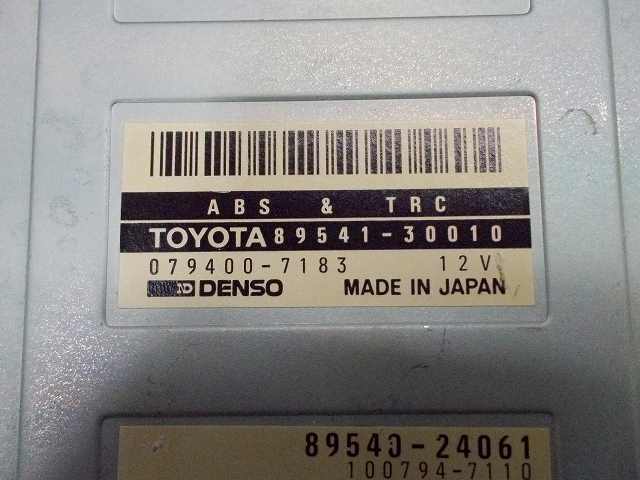 ABS & TRC
TOYOTA 89541-30010
079400-7183 12V
DENSO MADE IN JAPAN
89540-24061
100794-7110